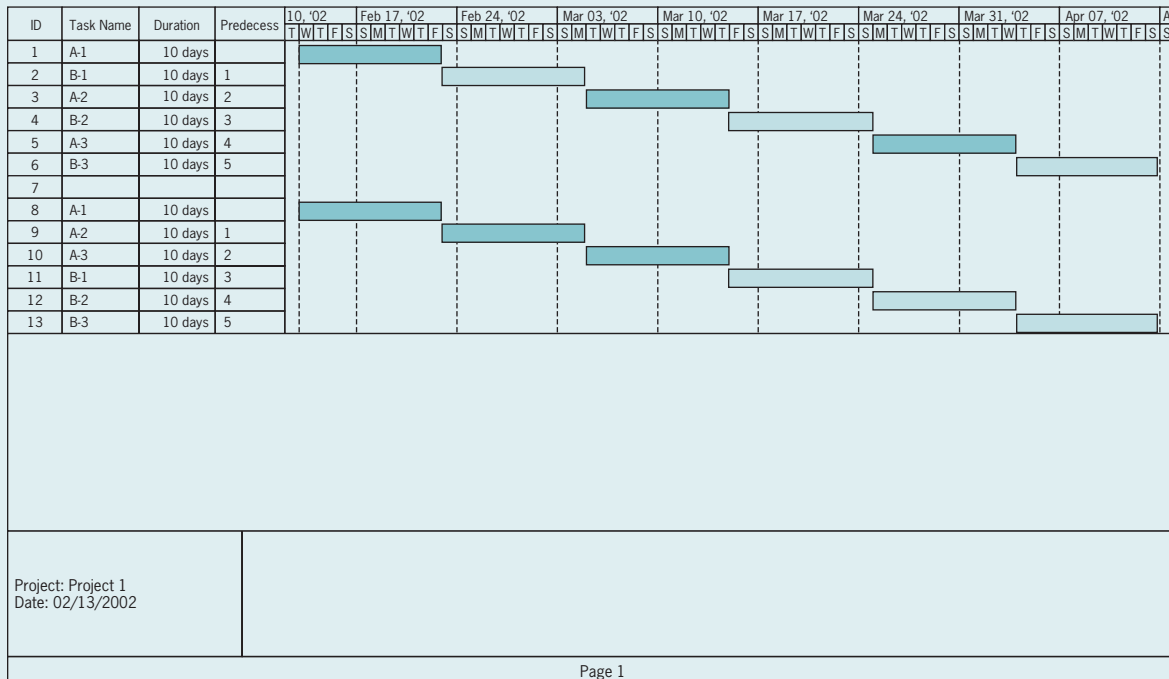 ID Task Name Duration Predecess 10, ‘02 Feb 17, ‘02 Feb 24, ‘02 Mar 03, ‘02 Mar 10, ‘02 Mar 17, ‘02 Mar 24, ‘02 Mar 31, ‘02 Apr 07, ‘02 A
T W T F S S M T W T F S S M T W T F S S M T W T F S S M T W T F S S M T W T F S S M T W T F S S M T W T F S S M T W T F S S
1 A-1 10 days
2 B-1 10 days 1
3 A-2 10 days 2
4 B-2 10 days 3
5 A-3 10 days 4
6 B-3 10 days 5
7
8 A-1 10 days
9 A-2 10 days 1
10 A-3 10 days 2
11 B-1 10 days 3
12 B-2 10 days 4
13 B-3 10 days 5
Project: Project 1
Date: 02/13/2002
Page 1